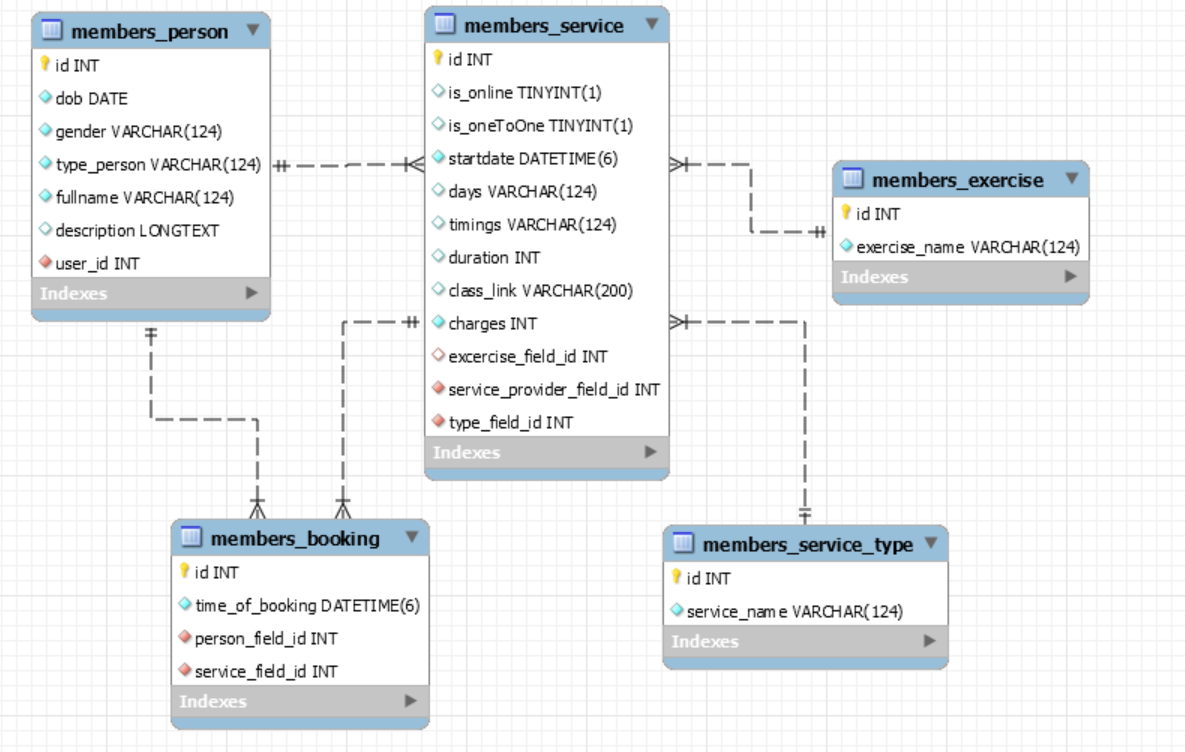 members_person
id INT
dob DATE
gender VARCHAR(124)
type_person VARCHAR(124)
fullname VARCHAR(124)
description LONGTEXT
user_id INT
Indexes
members_service
id INT
is_online TINYINT(1)
is_oneToOne TINYINT(1)
startdate DATETIME(6)
days VARCHAR(124)
timings VARCHAR(124)
duration INT
class_link VARCHAR(200)
charges INT
excercise_field_id INT
service_provider_field_id INT
type_field_id INT
Indexes
members_exercise
id INT
exercise_name VARCHAR(124)
Indexes
members_booking
id INT
time_of_booking DATETIME(6)
person_field_id INT
service_field_id INT
Indexes
members_service_type
id INT
service_name VARCHAR(124)
Indexes